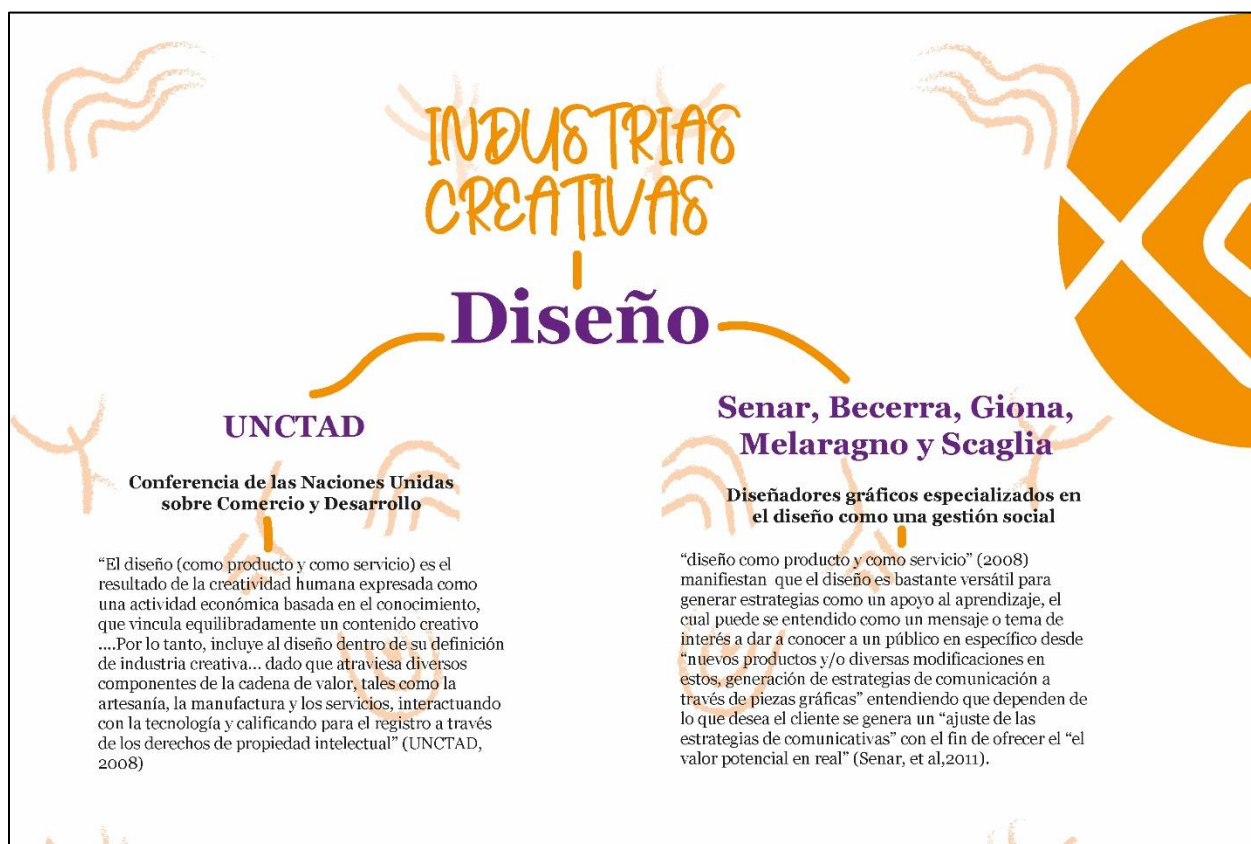 INDUSTRIAS
CREATIVAS
Diseño
UNCTAD
Conferencia de las Naciones Unidas
sobre Comercio y Desarrollo
“El diseño (como producto y como servicio) es el
resultado de la creatividad humana expresada como
una actividad económica basada en el conocimiento,
que vincula equilibradamente un contenido creativo
....Por lo tanto, incluye al diseño dentro de su definición
de industria creativa... dado que atraviesa diversos
componentes de la cadena de valor, tales como la
artesanía, la manufactura y los servicios, interactuando
con la tecnología y calificando para el registro a través
de los derechos de propiedad intelectual” (UNCTAD,
2008)
Senar, Becerra, Giona,
Melaragno y Scaglia
Diseñadores gráficos especializados en
el diseño como una gestión social
“diseño como producto y como servicio” (2008)
manifiestan que el diseño es bastante versátil para
generar estrategias como un apoyo al aprendizaje, el
cual puede se entendido como un mensaje o tema de
interés a dar a conocer a un público en específico desde
“nuevos productos y/o diversas modificaciones en
estos, generación de estrategias de comunicación a
través de piezas gráficas” entendiendo que dependen de
lo que desea el cliente se genera un “ajuste de las
estrategias de comunicativas” con el fin de ofrecer el “el
valor potencial en real” (Senar, et al,2011).